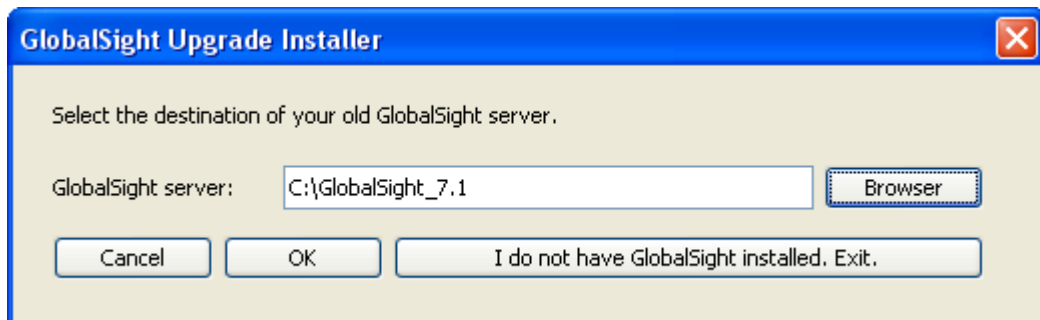 GlobalSight Upgrade Installer
Select the destination of your old GlobalSight server.
GlobalSight server: C:\GlobalSight_7.1 Browser
Cancel OK I do not have GlobalSight installed. Exit.